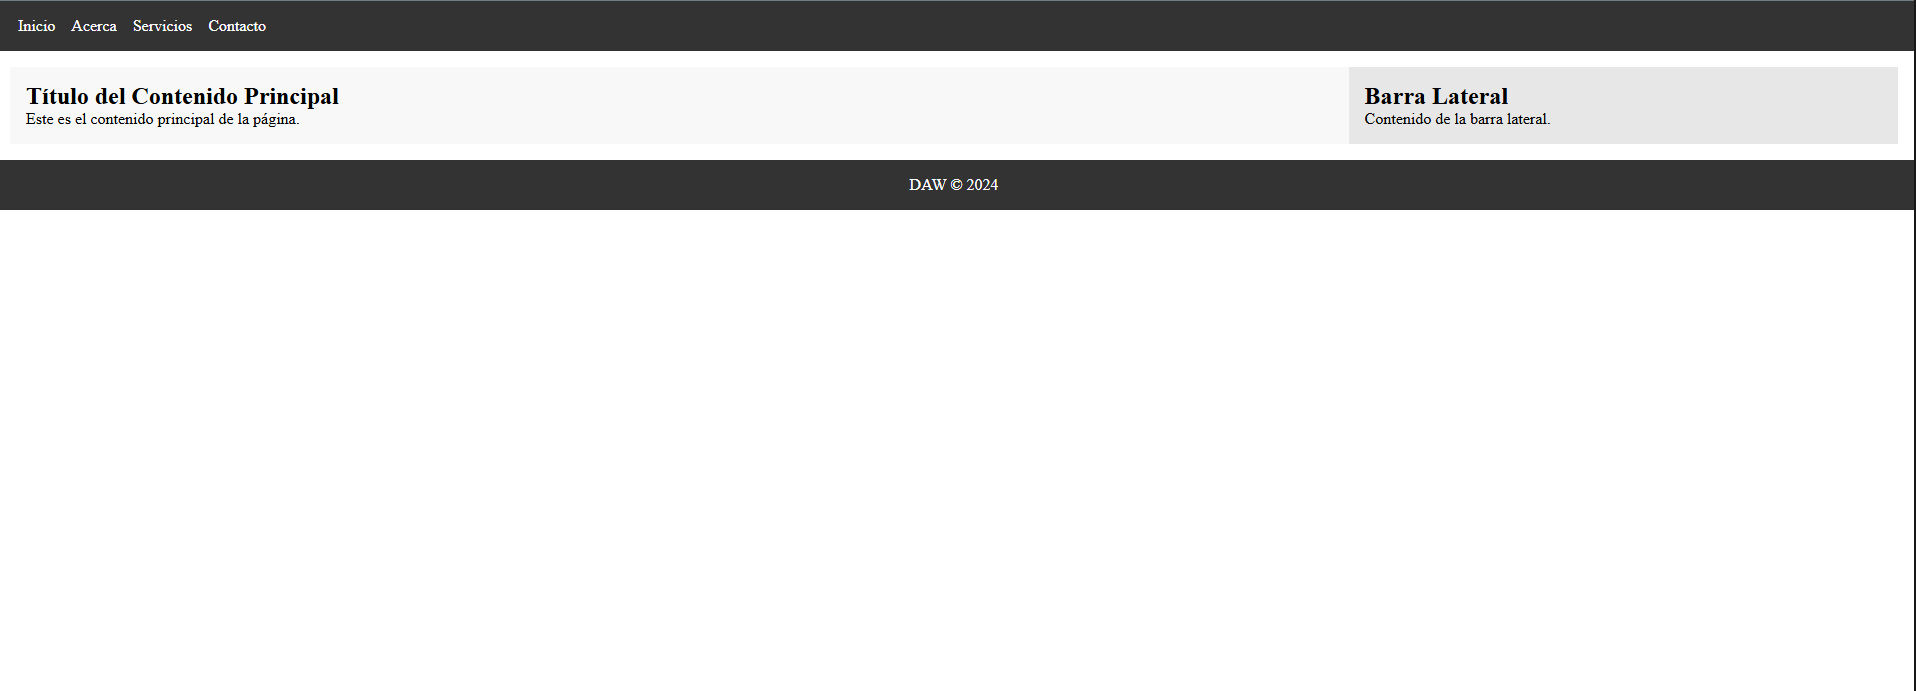 Inicio Acerca Servicios Contacto
Título del Contenido Principal
Este es el contenido principal de la página.
Barra Lateral
Contenido de la barra lateral.
DAW © 2024